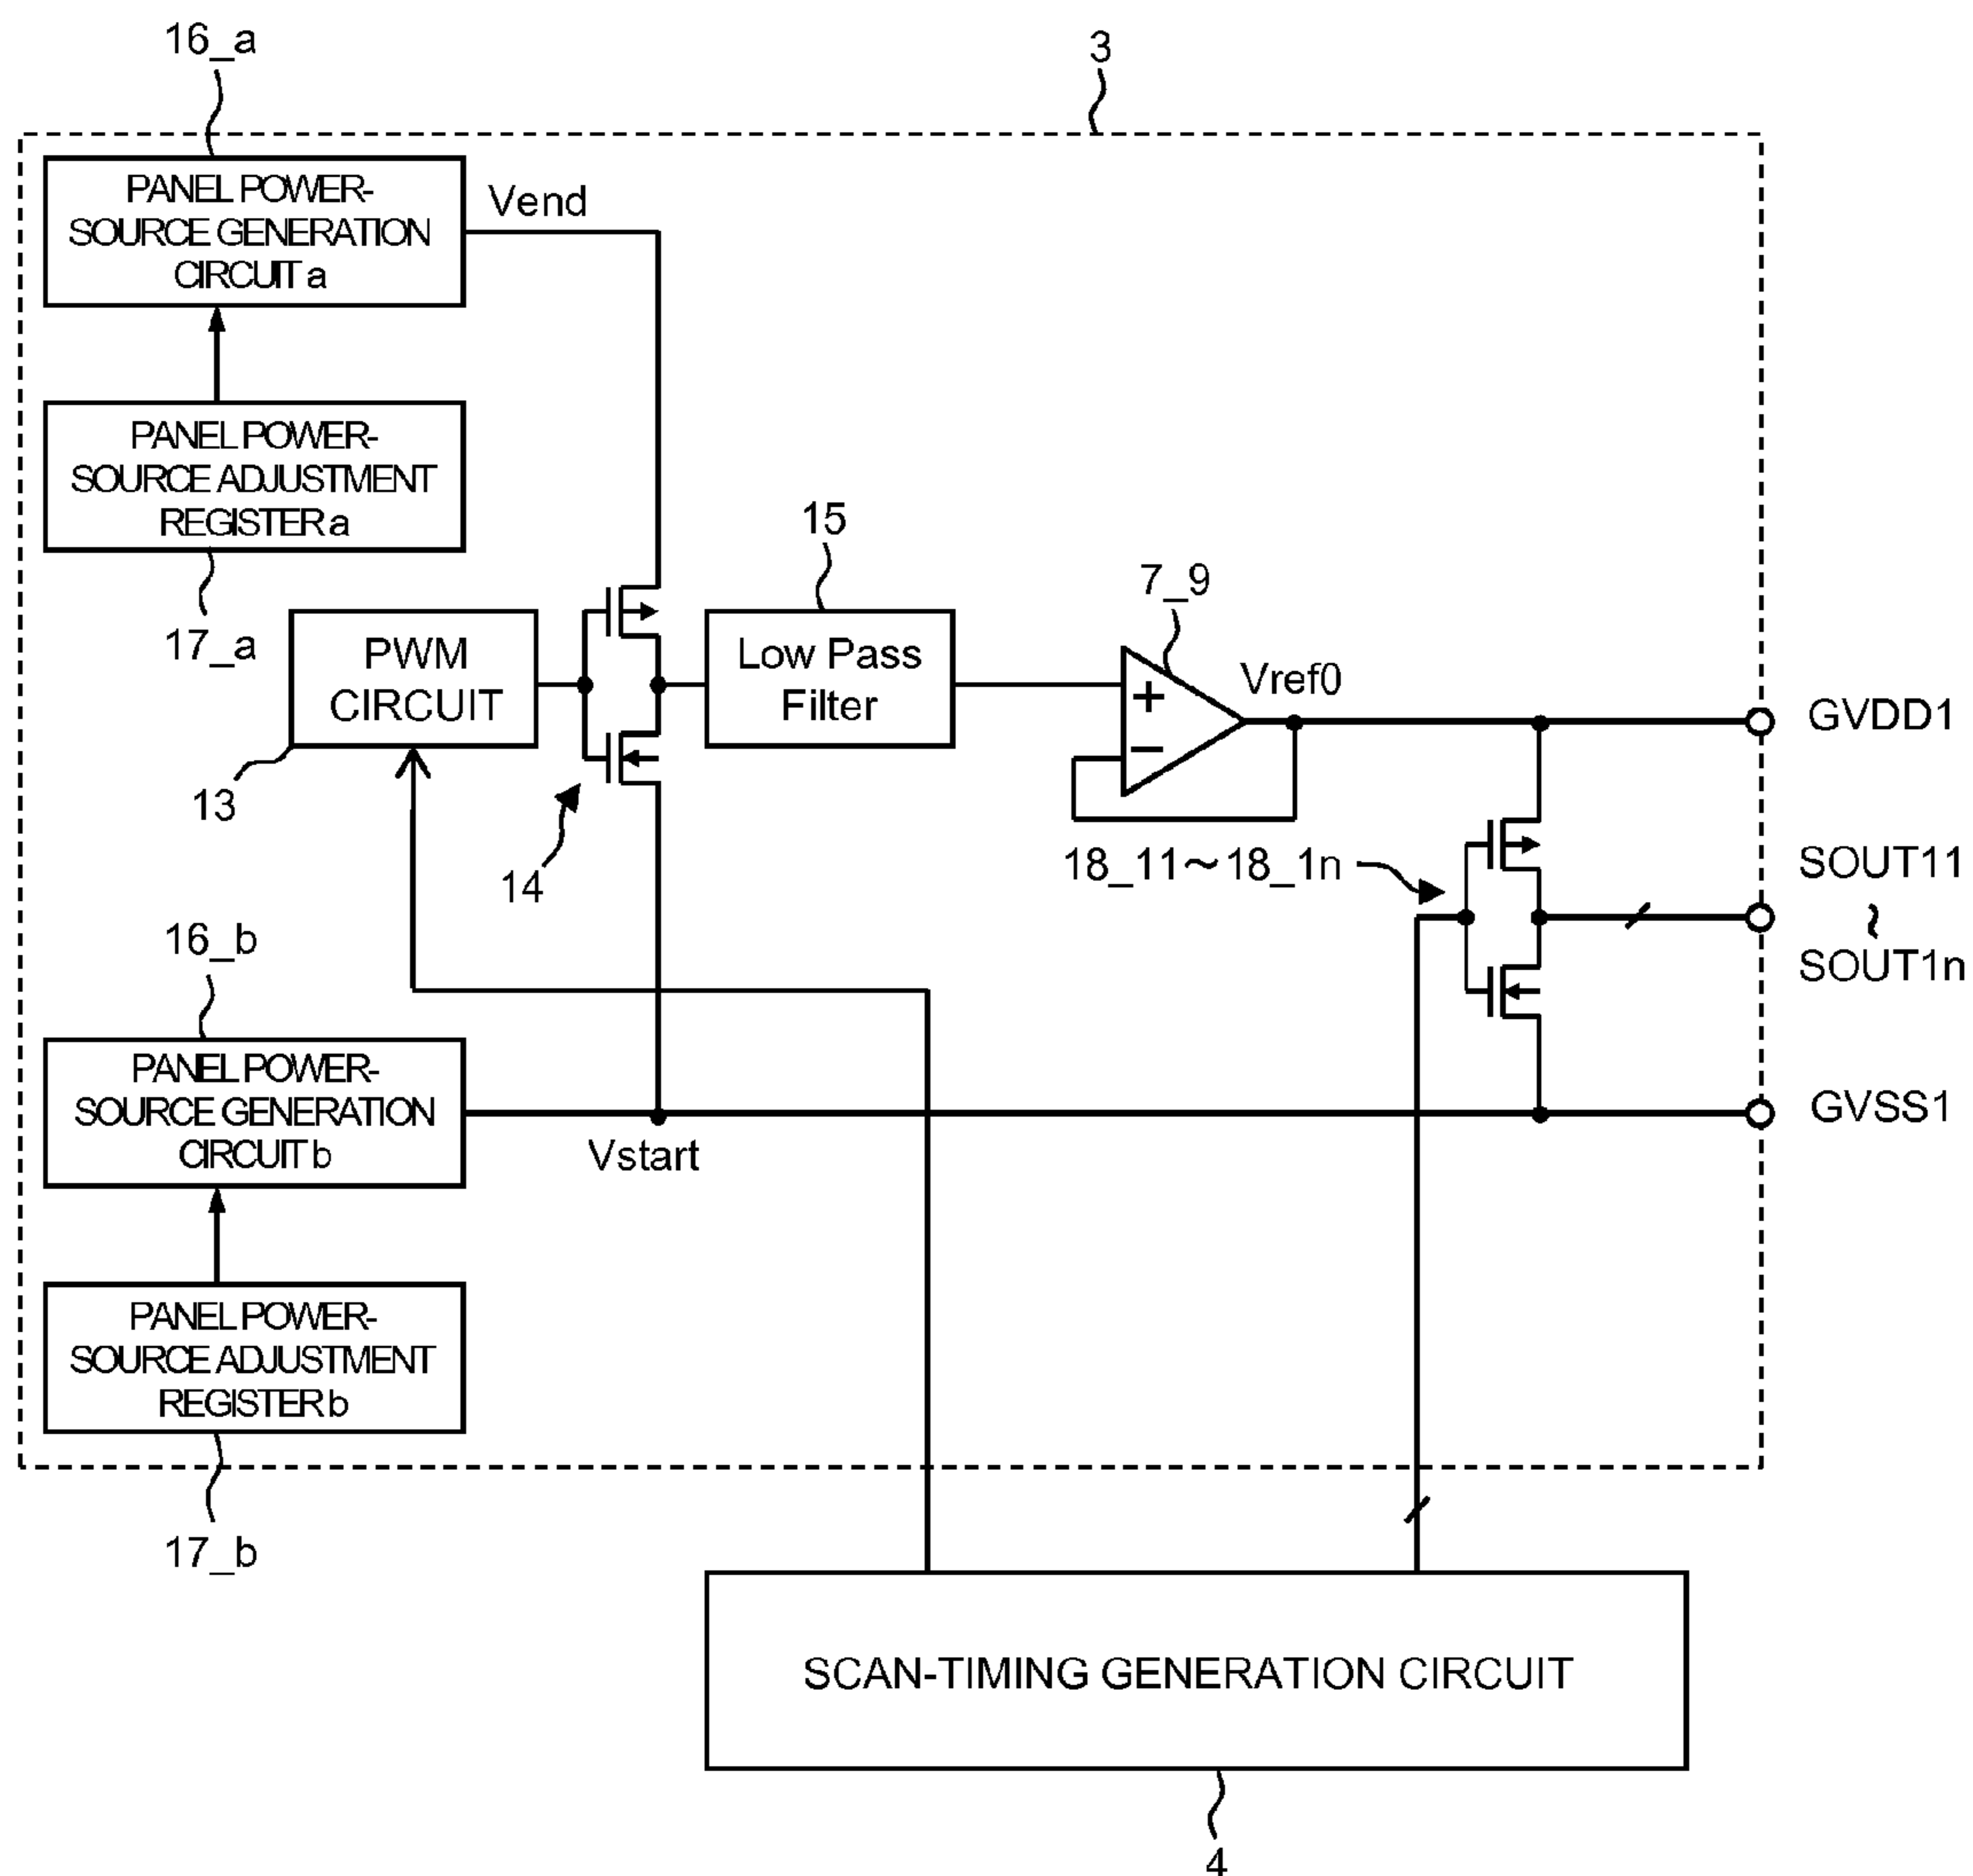 16_a
3
PANEL POWER-
SOURCE GENERATION
CIRCUIT a
Vend
PANEL POWER-
SOURCE ADJUSTMENT
REGISTER a
17_a
15
7_9
PWM
CIRCUIT
Low Pass
Filter
+
−
Vref0
GVDD1
13
14
18_11～18_1n
SOUT11
～
SOUT1n
16_b
PANEL POWER-
SOURCE GENERATION
CIRCUIT b
Vstart
GVSS1
PANEL POWER-
SOURCE ADJUSTMENT
REGISTER b
17_b
SCAN-TIMING GENERATION CIRCUIT
4